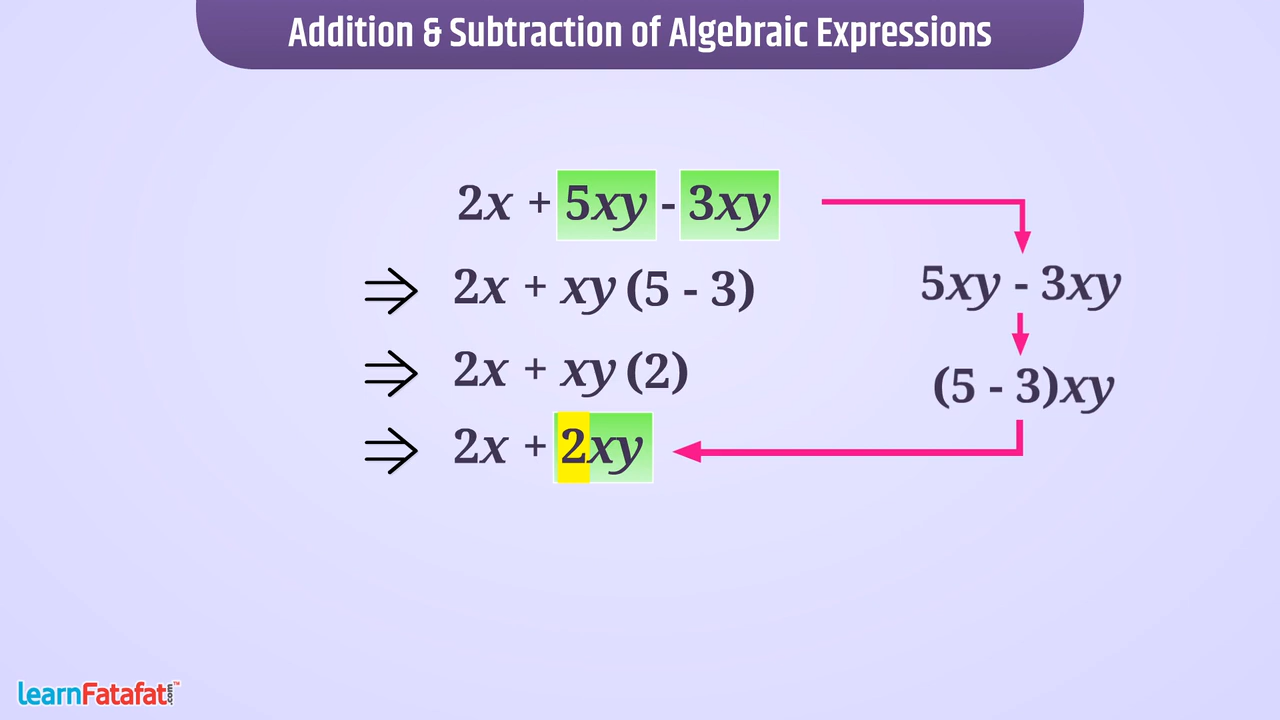 Addition & Subtraction of Algebraic Expressions
2x + 5xy - 3xy
⇒ 2x + xy (5 - 3)
5xy - 3xy
⇒ 2x + xy (2)
(5 - 3)xy
⇒ 2x + 2xy
learnFatafat.com™